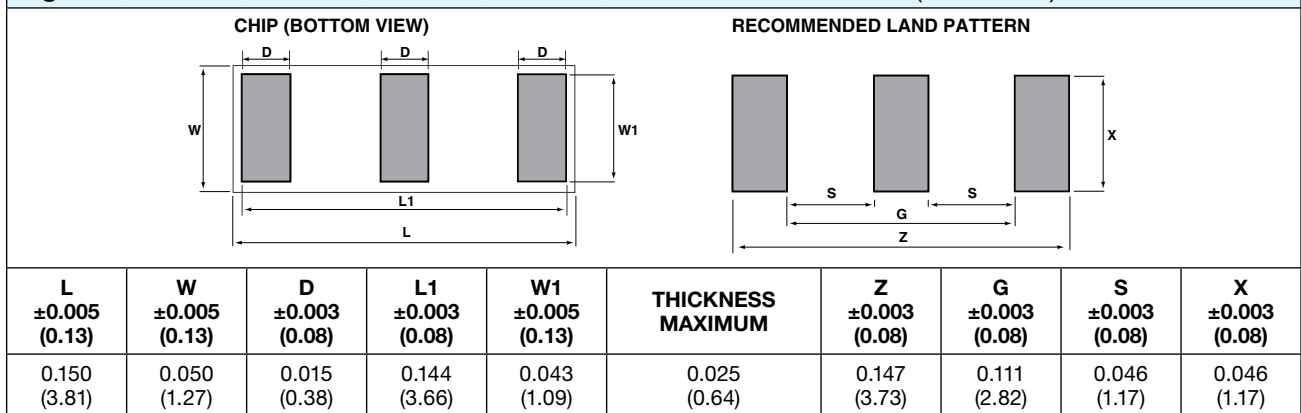 CHIP (BOTTOM VIEW) RECOMMENDED LAND PATTERN
D D D
W W1 X
S S
L1 G
L Z
L W D L1 W1 THICKNESS MAXIMUM Z G S X
±0.005 ±0.005 ±0.003 ±0.003 ±0.005 ±0.003 ±0.003 ±0.003 ±0.003
(0.13) (0.13) (0.08) (0.08) (0.13) (0.08) (0.08) (0.08) (0.08)
0.150 0.050 0.015 0.144 0.043 0.025 0.147 0.111 0.046 0.046
(3.81) (1.27) (0.38) (3.66) (1.09) (0.64) (3.73) (2.82) (1.17) (1.17)